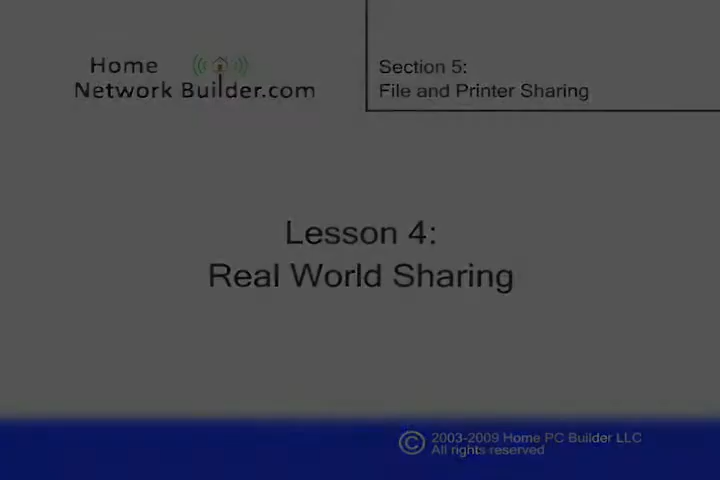 Home
Network Builder.com
Section 5:
File and Printer Sharing
Lesson 4:
Real World Sharing
© 2003-2009 Home PC Builder LLC
All rights reserved